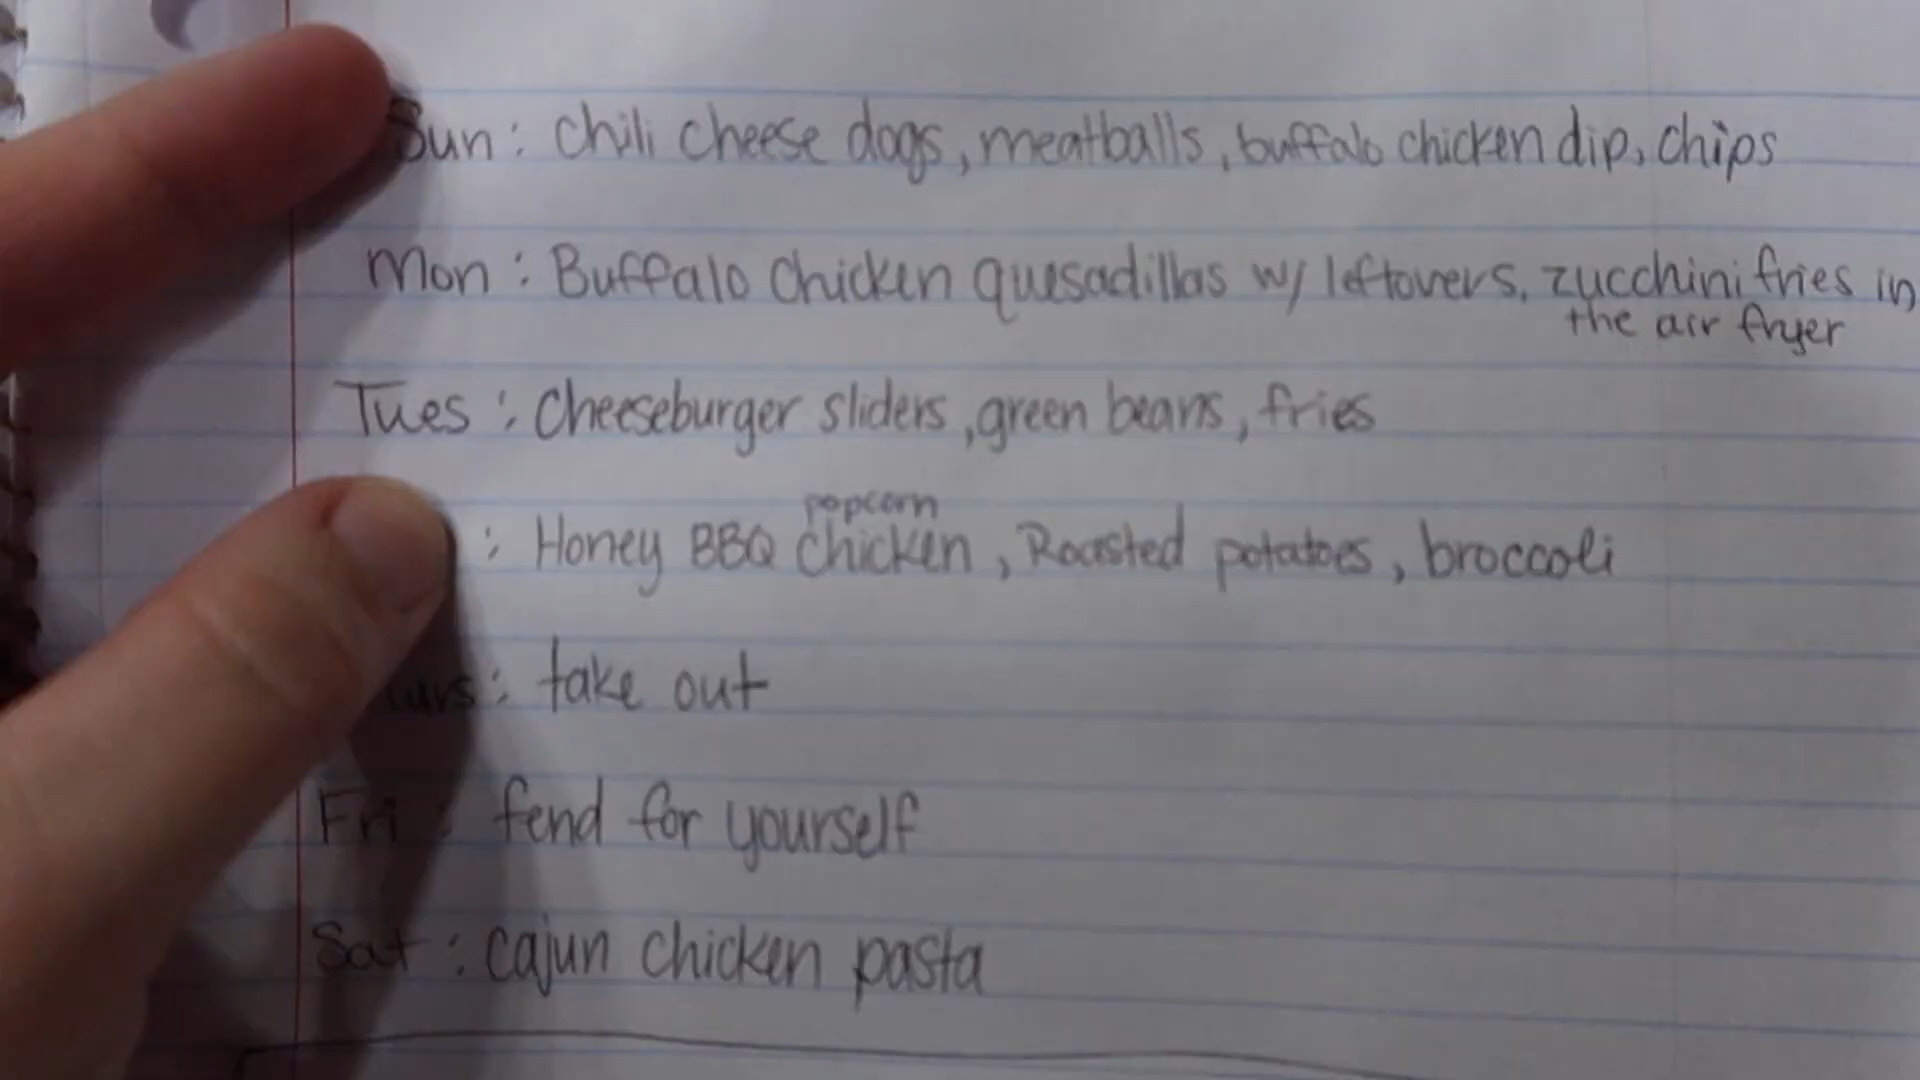 Sun: Chili cheese dogs, meatballs, buffalo chicken dip, chips
Mon: Buffalo Chicken quesadillas w/ leftovers, zucchini fries in
the air fryer
Tues: Cheeseburger sliders, green beans, fries
popcorn
: Honey BBQ Chicken, Roasted potatoes, broccoli
urs: take out
Fri: fend for yourself
Sat: cajun chicken pasta